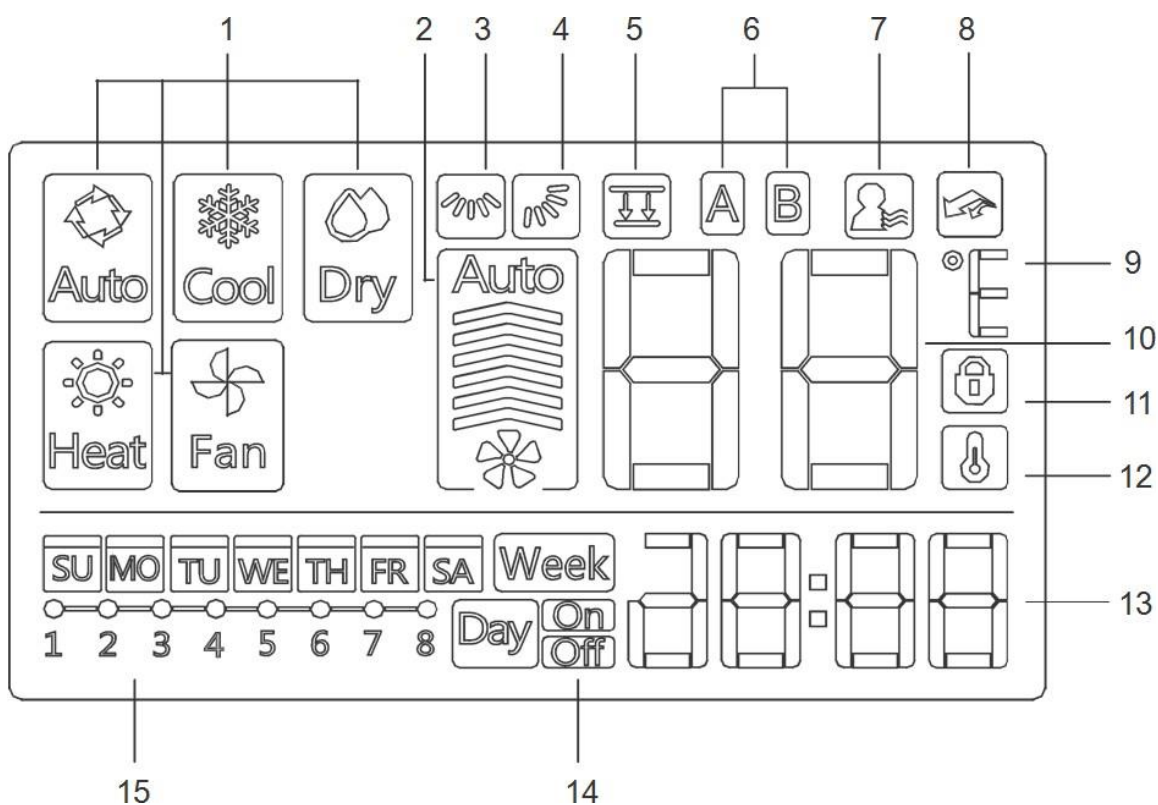 1 2 3 4 5 6 7 8
A B
Auto Cool Dry Auto
9
10
11
Heat Fan
12
SU MO TU WE TH FR SA Week
Day On
13
1 2 3 4 5 6 7 8 Off
15 14